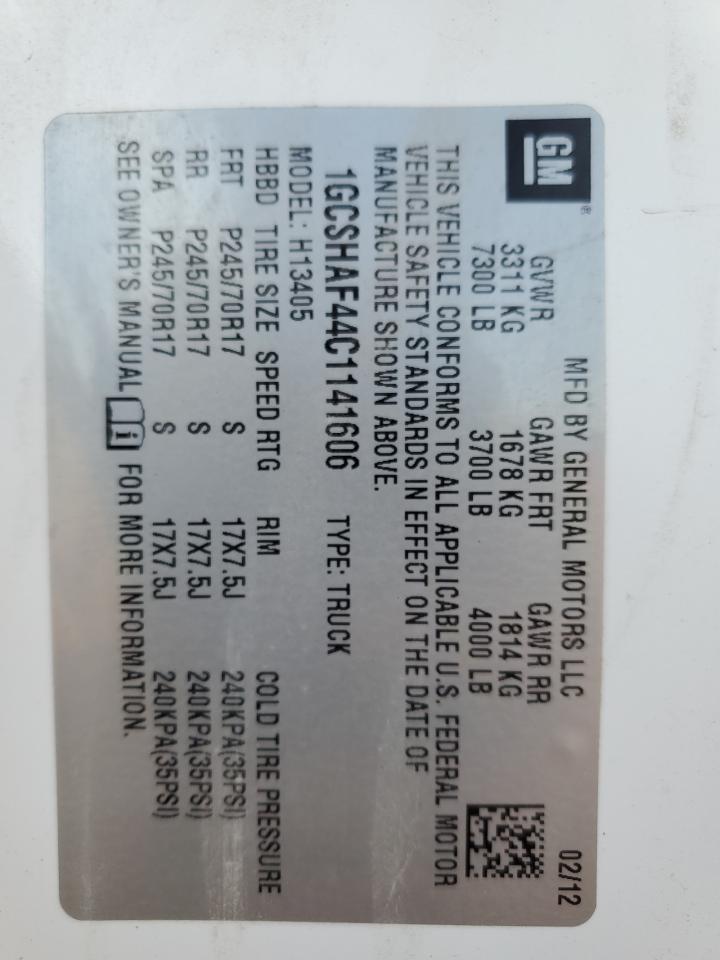 GM®
MFD BY GENERAL MOTORS LLC 02/12
GVWR GAWR FRT GAWR RR
3311 KG 1678 KG 1814 KG
7300 LB 3700 LB 4000 LB
THIS VEHICLE CONFORMS TO ALL APPLICABLE U.S. FEDERAL MOTOR
VEHICLE SAFETY STANDARDS IN EFFECT ON THE DATE OF
MANUFACTURE SHOWN ABOVE.
1GCSHAF44C1141606 TYPE: TRUCK
MODEL: H13405
HBBD TIRE SIZE SPEED RTG RIM COLD TIRE PRESSURE
FRT P245/70R17 S 17X7.5J 240KPA(35PSI)
RR P245/70R17 S 17X7.5J 240KPA(35PSI)
SPA P245/70R17 S 17X7.5J 240KPA(35PSI)
SEE OWNER'S MANUAL i FOR MORE INFORMATION.